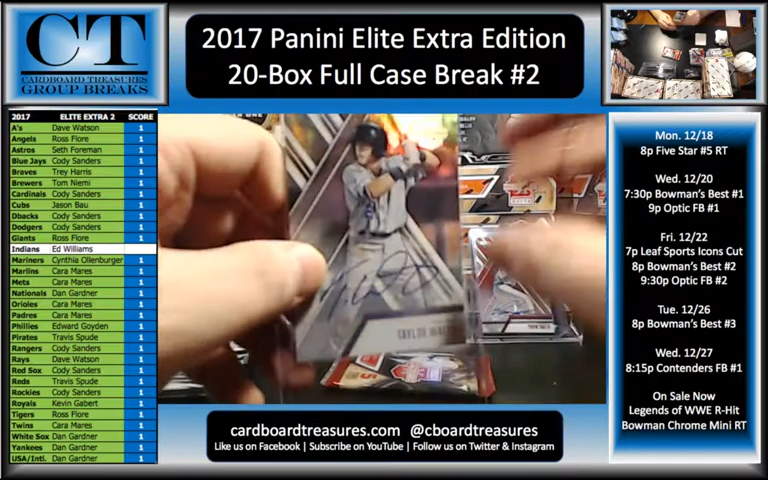 CT
CARDBOARD TREASURES
GROUP BREAKS
2017 Panini Elite Extra Edition
20-Box Full Case Break #2
2017 ELITE EXTRA 2 SCORE
A's Dave Watson 1
Angels Ross Fiore 1
Astros Seth Foreman 1
Blue Jays Cody Sanders 1
Braves Trey Harris 1
Brewers Tom Niemi 1
Cardinals Cody Sanders 1
Cubs Jason Bau 1
Dbacks Cody Sanders 1
Dodgers Cody Sanders 1
Giants Ross Fiore 1
Indians Ed Williams
Mariners Cynthia Ollenburger 1
Marlins Cara Mares 1
Mets Cara Mares 1
Nationals Dan Gardner 1
Orioles Cara Mares 1
Padres Cara Mares 1
Phillies Edward Goyden 1
Pirates Travis Spude 1
Rangers Cody Sanders 1
Rays Dave Watson 1
Red Sox Cody Sanders 1
Reds Travis Spude 1
Rockies Cody Sanders 1
Royals Kevin Gabert 1
Tigers Ross Fiore 1
Twins Cara Mares 1
White Sox Dan Gardner 1
Yankees Dan Gardner 1
USA/Intl. Dan Gardner 1
TAYLOR
cardboardtreasures.com @cboardtreasures
Like us on Facebook | Subscribe on YouTube | Follow us on Twitter & Instagram
Mon. 12/18
8p Five Star #5 RT
Wed. 12/20
7:30p Bowman's Best #1
9p Optic FB #1
Fri. 12/22
7p Leaf Sports Icons Cut
8p Bowman's Best #2
9:30p Optic FB #2
Tue. 12/26
8p Bowman's Best #3
Wed. 12/27
8:15p Contenders FB #1
On Sale Now
Legends of WWE R-Hit
Bowman Chrome Mini RT